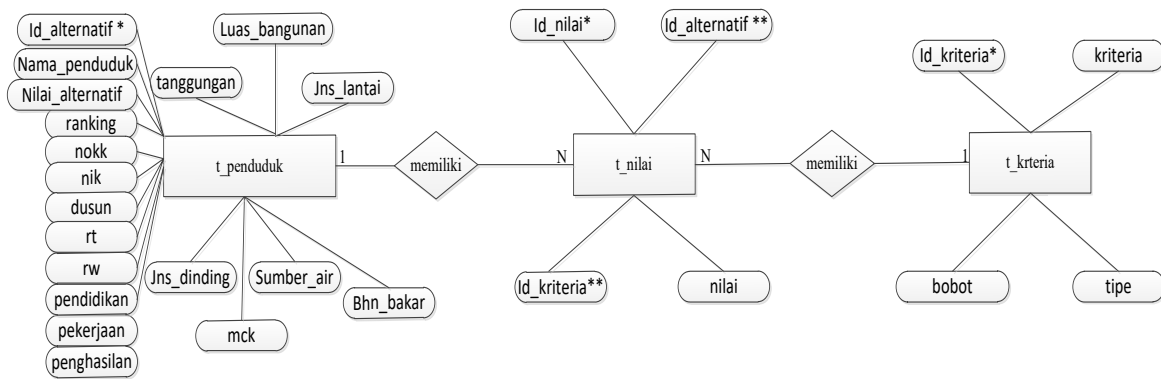 Id_alternatif *
Nama_penduduk
Nilai_alternatif
ranking
nokk
nik
dusun
rt
rw
pendidikan
pekerjaan
penghasilan
tanggungan
Luas_bangunan
Jns_lantai
t_penduduk
Jns_dinding
mck
Sumber_air
Bhn_bakar
1
memiliki
N
Id_nilai*
Id_alternatif **
t_nilai
Id_kriteria**
nilai
N
memiliki
1
Id_kriteria*
kriteria
t_krteria
bobot
tipe